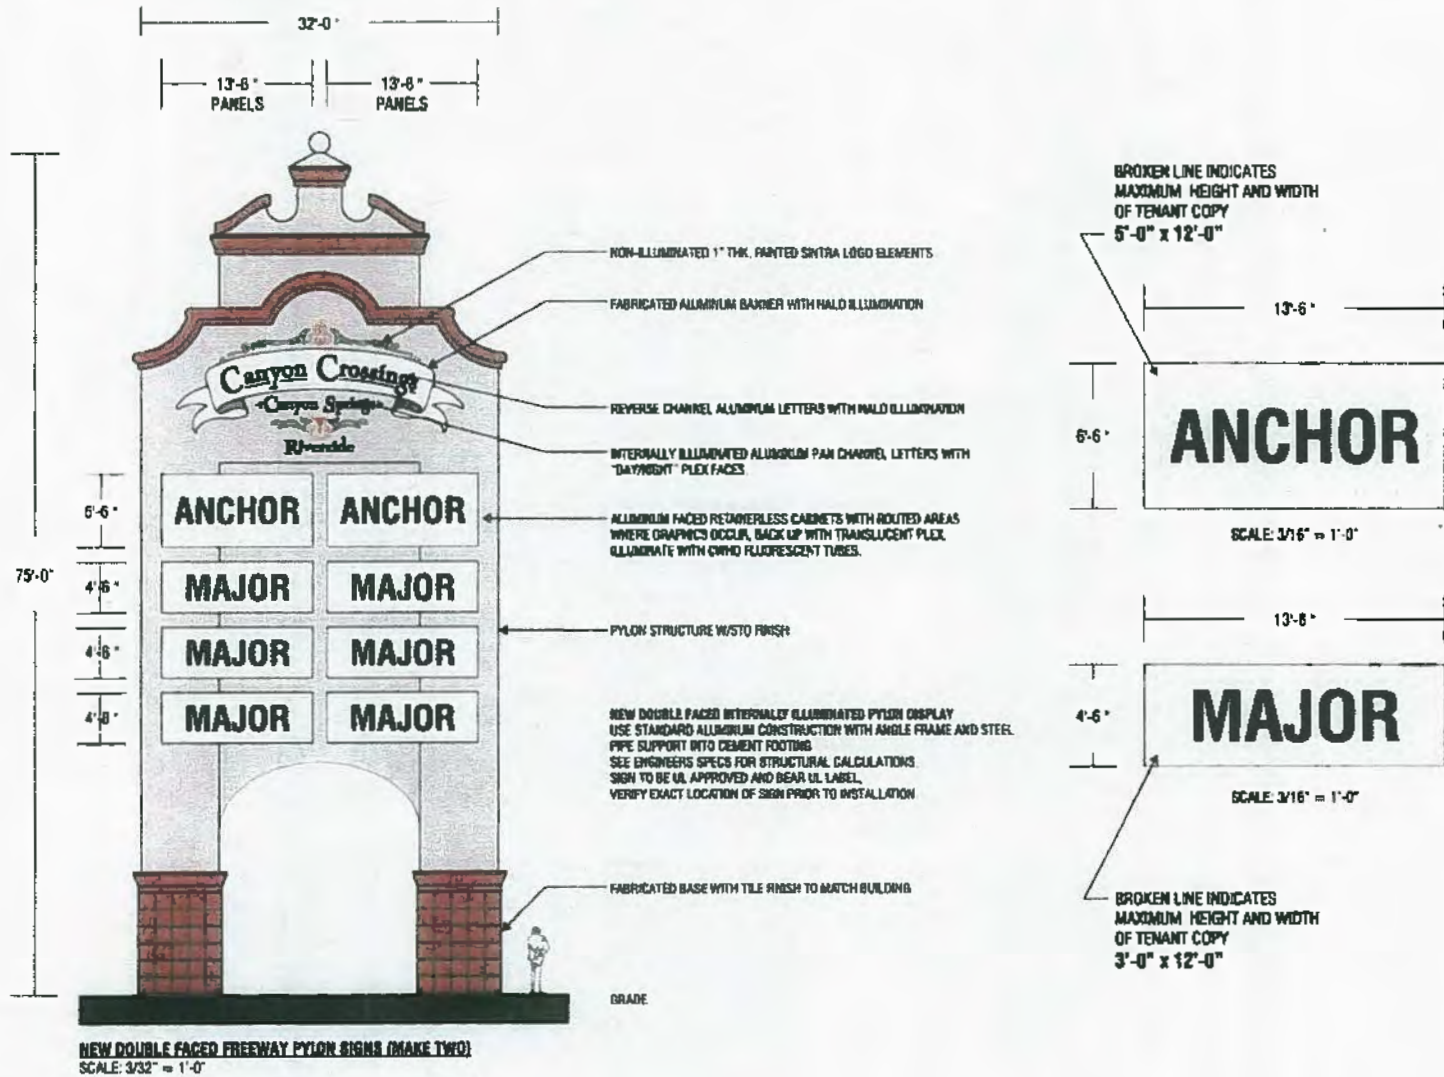 32'-0"
13'-6"
PANELS
13'-6"
PANELS
Canyon Crossings
Canyon Springs
Riverside
ANCHOR ANCHOR
MAJOR MAJOR
MAJOR MAJOR
MAJOR MAJOR
6'-6"
4'-6"
4'-6"
4'-6"
75'-0"
NON-ILLUMINATED 1" THK. PAINTED SINTRA LOGO ELEMENTS
FABRICATED ALUMINUM BANNER WITH HALO ILLUMINATION
REVERSE CHANNEL ALUMINUM LETTERS WITH HALO ILLUMINATION
INTERNALLY ILLUMINATED ALUMINUM PAN CHANNEL LETTERS WITH
"DAY/NIGHT" PLEX FACES
ALUMINUM FACED RETAINERLESS CABINETS WITH ROUTED AREAS
WHERE GRAPHICS OCCUR, BACK UP WITH TRANSLUCENT PLEX
ILLUMINATE WITH CWHO FLUORESCENT TUBES.
PYLON STRUCTURE W/STO FINISH
NEW DOUBLE FACED INTERNALLY ILLUMINATED PYLON DISPLAY
USE STANDARD ALUMINUM CONSTRUCTION WITH ANGLE FRAME AND STEEL
PIPE SUPPORT INTO CEMENT FOOTING
SEE ENGINEERS SPECS FOR STRUCTURAL CALCULATIONS
SIGN TO BE UL APPROVED AND BEAR UL LABEL.
VERIFY EXACT LOCATION OF SIGN PRIOR TO INSTALLATION
FABRICATED BASE WITH TILE FINISH TO MATCH BUILDING
GRADE
NEW DOUBLE FACED FREEWAY PYLON SIGNS (MAKE TWO)
SCALE: 3/32" = 1'-0"
BROKEN LINE INDICATES
MAXIMUM HEIGHT AND WIDTH
OF TENANT COPY
5'-0" x 12'-0"
13'-6"
6'-6"
ANCHOR
SCALE: 3/16" = 1'-0"
13'-6"
4'-6"
MAJOR
SCALE: 3/16" = 1'-0"
BROKEN LINE INDICATES
MAXIMUM HEIGHT AND WIDTH
OF TENANT COPY
3'-0" x 12'-0"